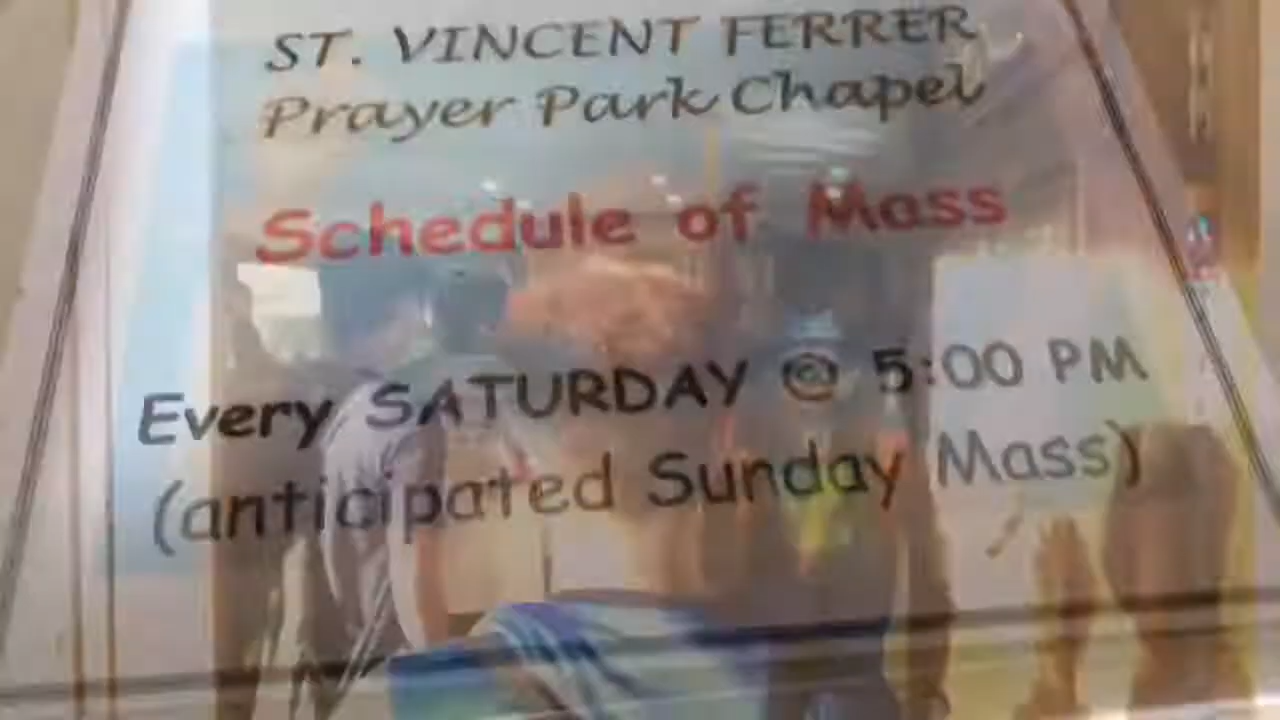 ST. VINCENT FERRER
Prayer Park Chapel
Schedule of Mass
Every SATURDAY @ 5:00 PM
(anticipated Sunday Mass)